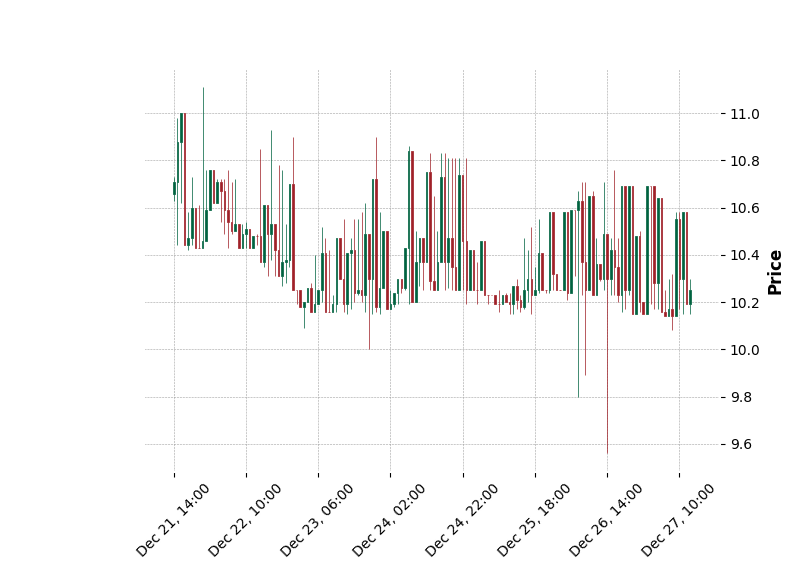 11.0
10.8
10.6
10.4
10.2
10.0
9.8
9.6
Price
Dec 21, 14:00
Dec 22, 10:00
Dec 23, 06:00
Dec 24, 02:00
Dec 24, 22:00
Dec 25, 18:00
Dec 26, 14:00
Dec 27, 10:00